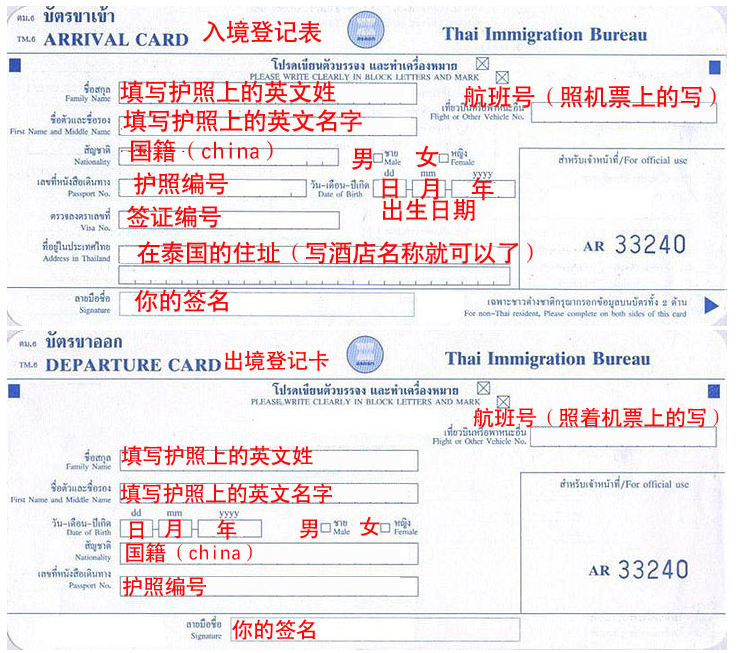 ตม.6 บัตรขาเข้า
TM.6 ARRIVAL CARD 入境登记表 Thai Immigration Bureau
โปรดเขียนตัวบรรจง และทำเครื่องหมาย
PLEASE WRITE CLEARLY IN BLOCK LETTERS AND MARK
ชื่อสกุล
Family Name 填写护照上的英文姓
航班号（照机票上的写）
เที่ยวบินหรือพาหนะอื่น
Flight or Other Vehicle No.
ชื่อตัวและชื่อรอง
First Name and Middle Name 填写护照上的英文名字
สัญชาติ
Nationality 国籍（china）
男 ชาย Male 女 หญิง Female
สำหรับเจ้าหน้าที่/For official use
เลขที่หนังสือเดินทาง
Passport No. 护照编号
วัน-เดือน-ปีเกิด
Date of Birth
dd mm yyyy
日 月 年
出生日期
ตรวจลงตราเลขที่
Visa No. 签证编号
ที่อยู่ในประเทศไทย
Address in Thailand 在泰国的住址（写酒店名称就可以了）
AR 33240
ลายมือชื่อ
Signature 你的签名
เฉพาะชาวต่างชาติกรุณากรอกข้อมูลบนบัตรทั้ง 2 ด้าน
For non-Thai resident, Please complete on both sides of this card
ตม.6 บัตรขาออก
TM.6 DEPARTURE CARD 出境登记卡 Thai Immigration Bureau
โปรดเขียนตัวบรรจง และทำเครื่องหมาย
PLEASE WRITE CLEARLY IN BLOCK LETTERS AND MARK
航班号（照着机票上的写）
เที่ยวบินหรือพาหนะอื่น
Flight or Other Vehicle No.
ชื่อสกุล
Family Name 填写护照上的英文姓
ชื่อตัวและชื่อรอง
First Name and Middle Name 填写护照上的英文名字
สำหรับเจ้าหน้าที่/For official use
dd mm yyyy
วัน-เดือน-ปีเกิด
Date of Birth 日 月 年
男 ชาย Male 女 หญิง Female
สัญชาติ
Nationality 国籍（china）
เลขที่หนังสือเดินทาง
Passport No. 护照编号
AR 33240
ลายมือชื่อ
Signature 你的签名